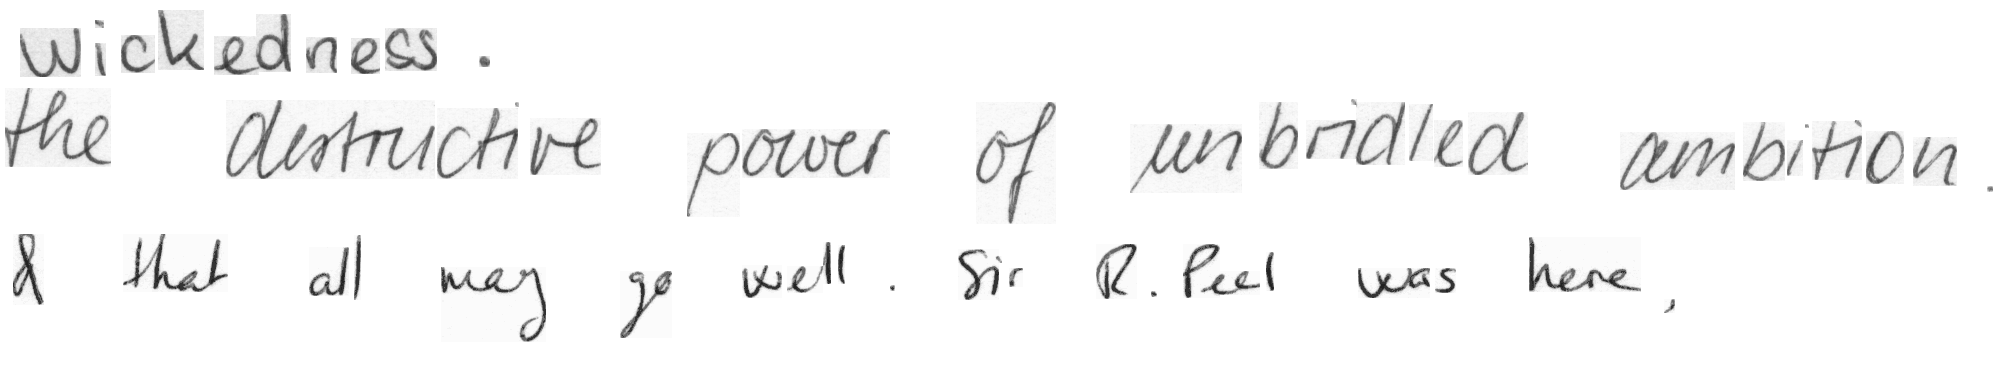 wickedness.
the destructive power of unbridled ambition.
& that all may go well. Sir R. Peel was here,